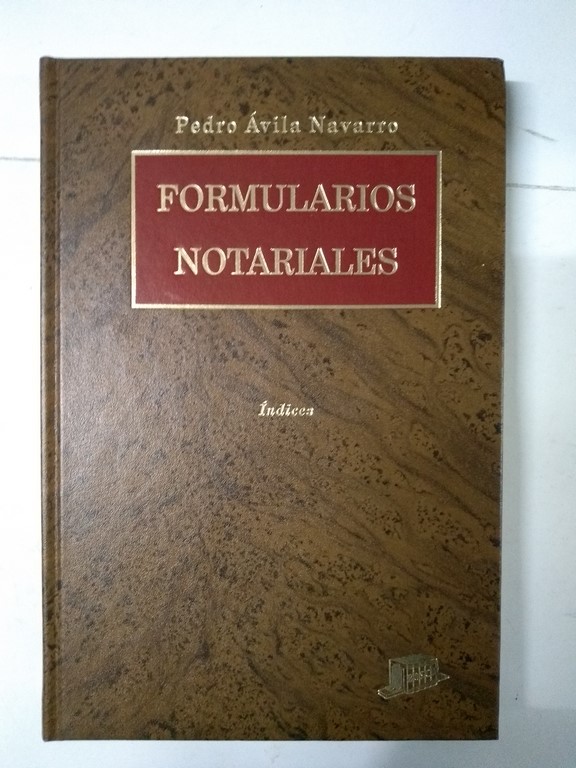 Pedro Ávila Navarro
FORMULARIOS
NOTARIALES
Índices